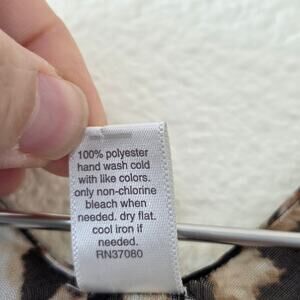 100% polyester
hand wash cold
with like colors.
only non-chlorine
bleach when
needed. dry flat.
cool iron if
needed.
RN37080